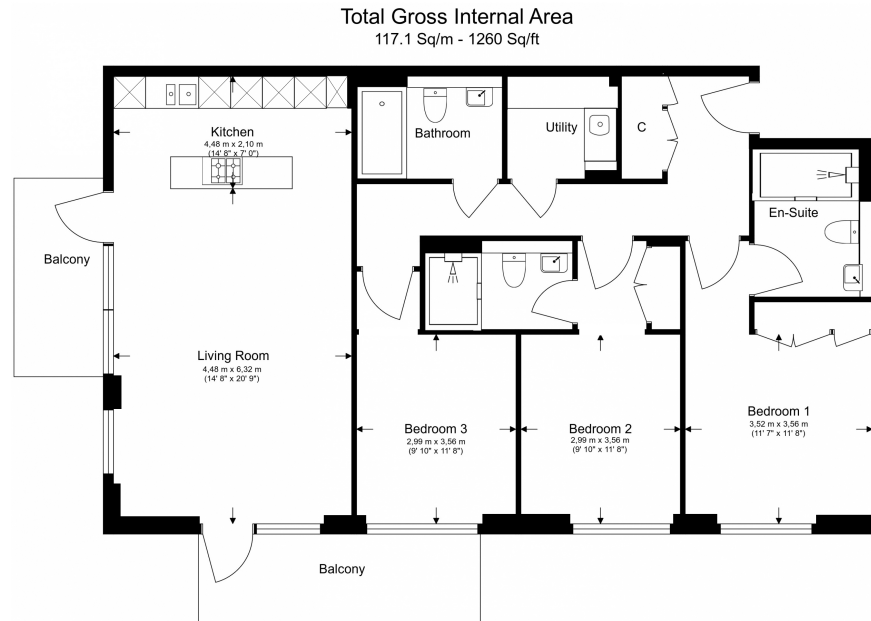 Total Gross Internal Area
117.1 Sq/m - 1260 Sq/ft
Kitchen
4,48 m x 2,10 m
(14' 8" x 7' 0")
Bathroom
Utility
C
En-Suite
Balcony
Living Room
4,48 m x 6,32 m
(14' 8" x 20' 9")
Bedroom 3
2,99 m x 3,56 m
(9' 10" x 11' 8")
Bedroom 2
2,99 m x 3,56 m
(9' 10" x 11' 8")
Bedroom 1
3,52 m x 3,56 m
(11' 7" x 11' 8")
Balcony